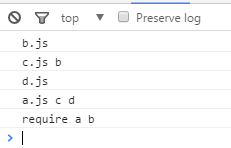 top Preserve log
b.js
c.js b
d.js
a.js c d
require a b